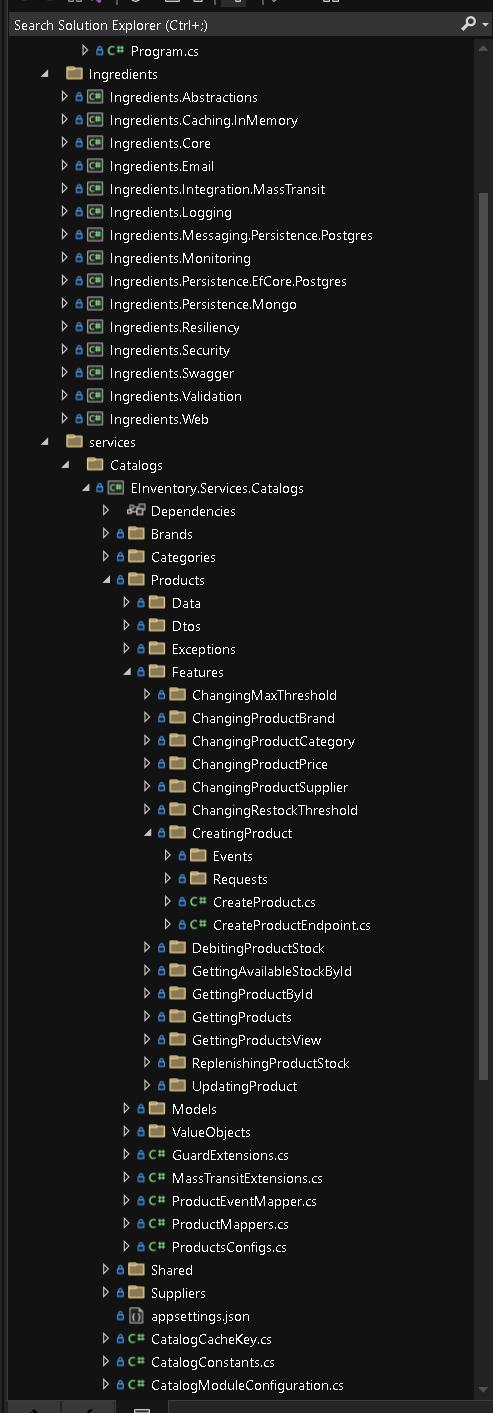 Search Solution Explorer (Ctrl+;)
C# Program.cs
Ingredients
C# Ingredients.Abstractions
C# Ingredients.Caching.InMemory
C# Ingredients.Core
C# Ingredients.Email
C# Ingredients.Integration.MassTransit
C# Ingredients.Logging
C# Ingredients.Messaging.Persistence.Postgres
C# Ingredients.Monitoring
C# Ingredients.Persistence.EfCore.Postgres
C# Ingredients.Persistence.Mongo
C# Ingredients.Resiliency
C# Ingredients.Security
C# Ingredients.Swagger
C# Ingredients.Validation
C# Ingredients.Web
services
Catalogs
C# EInventory.Services.Catalogs
Dependencies
Brands
Categories
Products
Data
Dtos
Exceptions
Features
ChangingMaxThreshold
ChangingProductBrand
ChangingProductCategory
ChangingProductPrice
ChangingProductSupplier
ChangingRestockThreshold
CreatingProduct
Events
Requests
C# CreateProduct.cs
C# CreateProductEndpoint.cs
DebitingProductStock
GettingAvailableStockById
GettingProductById
GettingProducts
GettingProductsView
ReplenishingProductStock
UpdatingProduct
Models
ValueObjects
C# GuardExtensions.cs
C# MassTransitExtensions.cs
C# ProductEventMapper.cs
C# ProductMappers.cs
C# ProductsConfigs.cs
Shared
Suppliers
appsettings.json
C# CatalogCacheKey.cs
C# CatalogConstants.cs
C# CatalogModuleConfiguration.cs